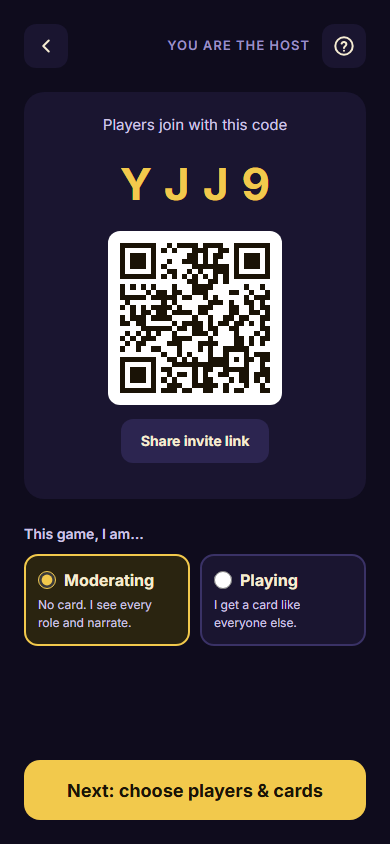 YOU ARE THE HOST
Players join with this code
YJJ9
Share invite link
This game, I am...
Moderating
No card. I see every
role and narrate.
Playing
I get a card like
everyone else.
Next: choose players & cards